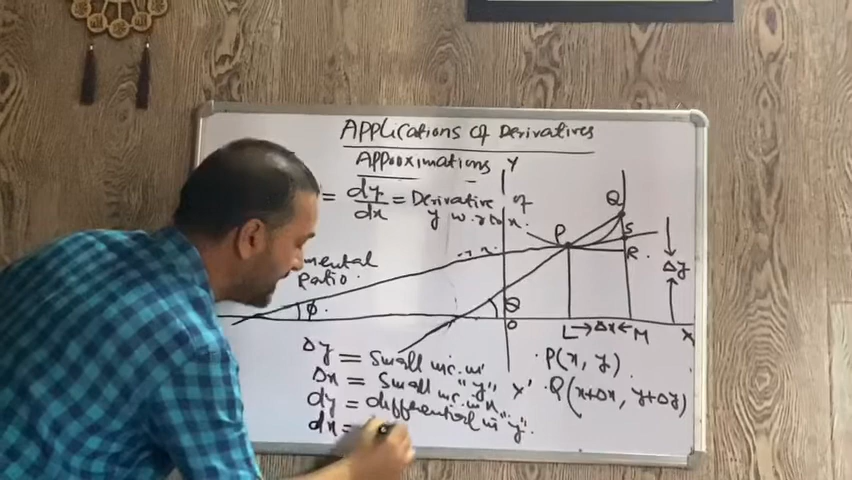 Applications of Derivatives
Approximations
= dy/dx = Derivative of
y w.r.to x.
mental
Ratio
Y
Q
P
S
R
Δy
φ
θ
O
L → Δx ← M
X
X'
Δy = Small inc. in
"y"
Δx = Small inc. in x
dy = differential in "y".
dx =
P(x, y)
Q(x+Δx, y+Δy)